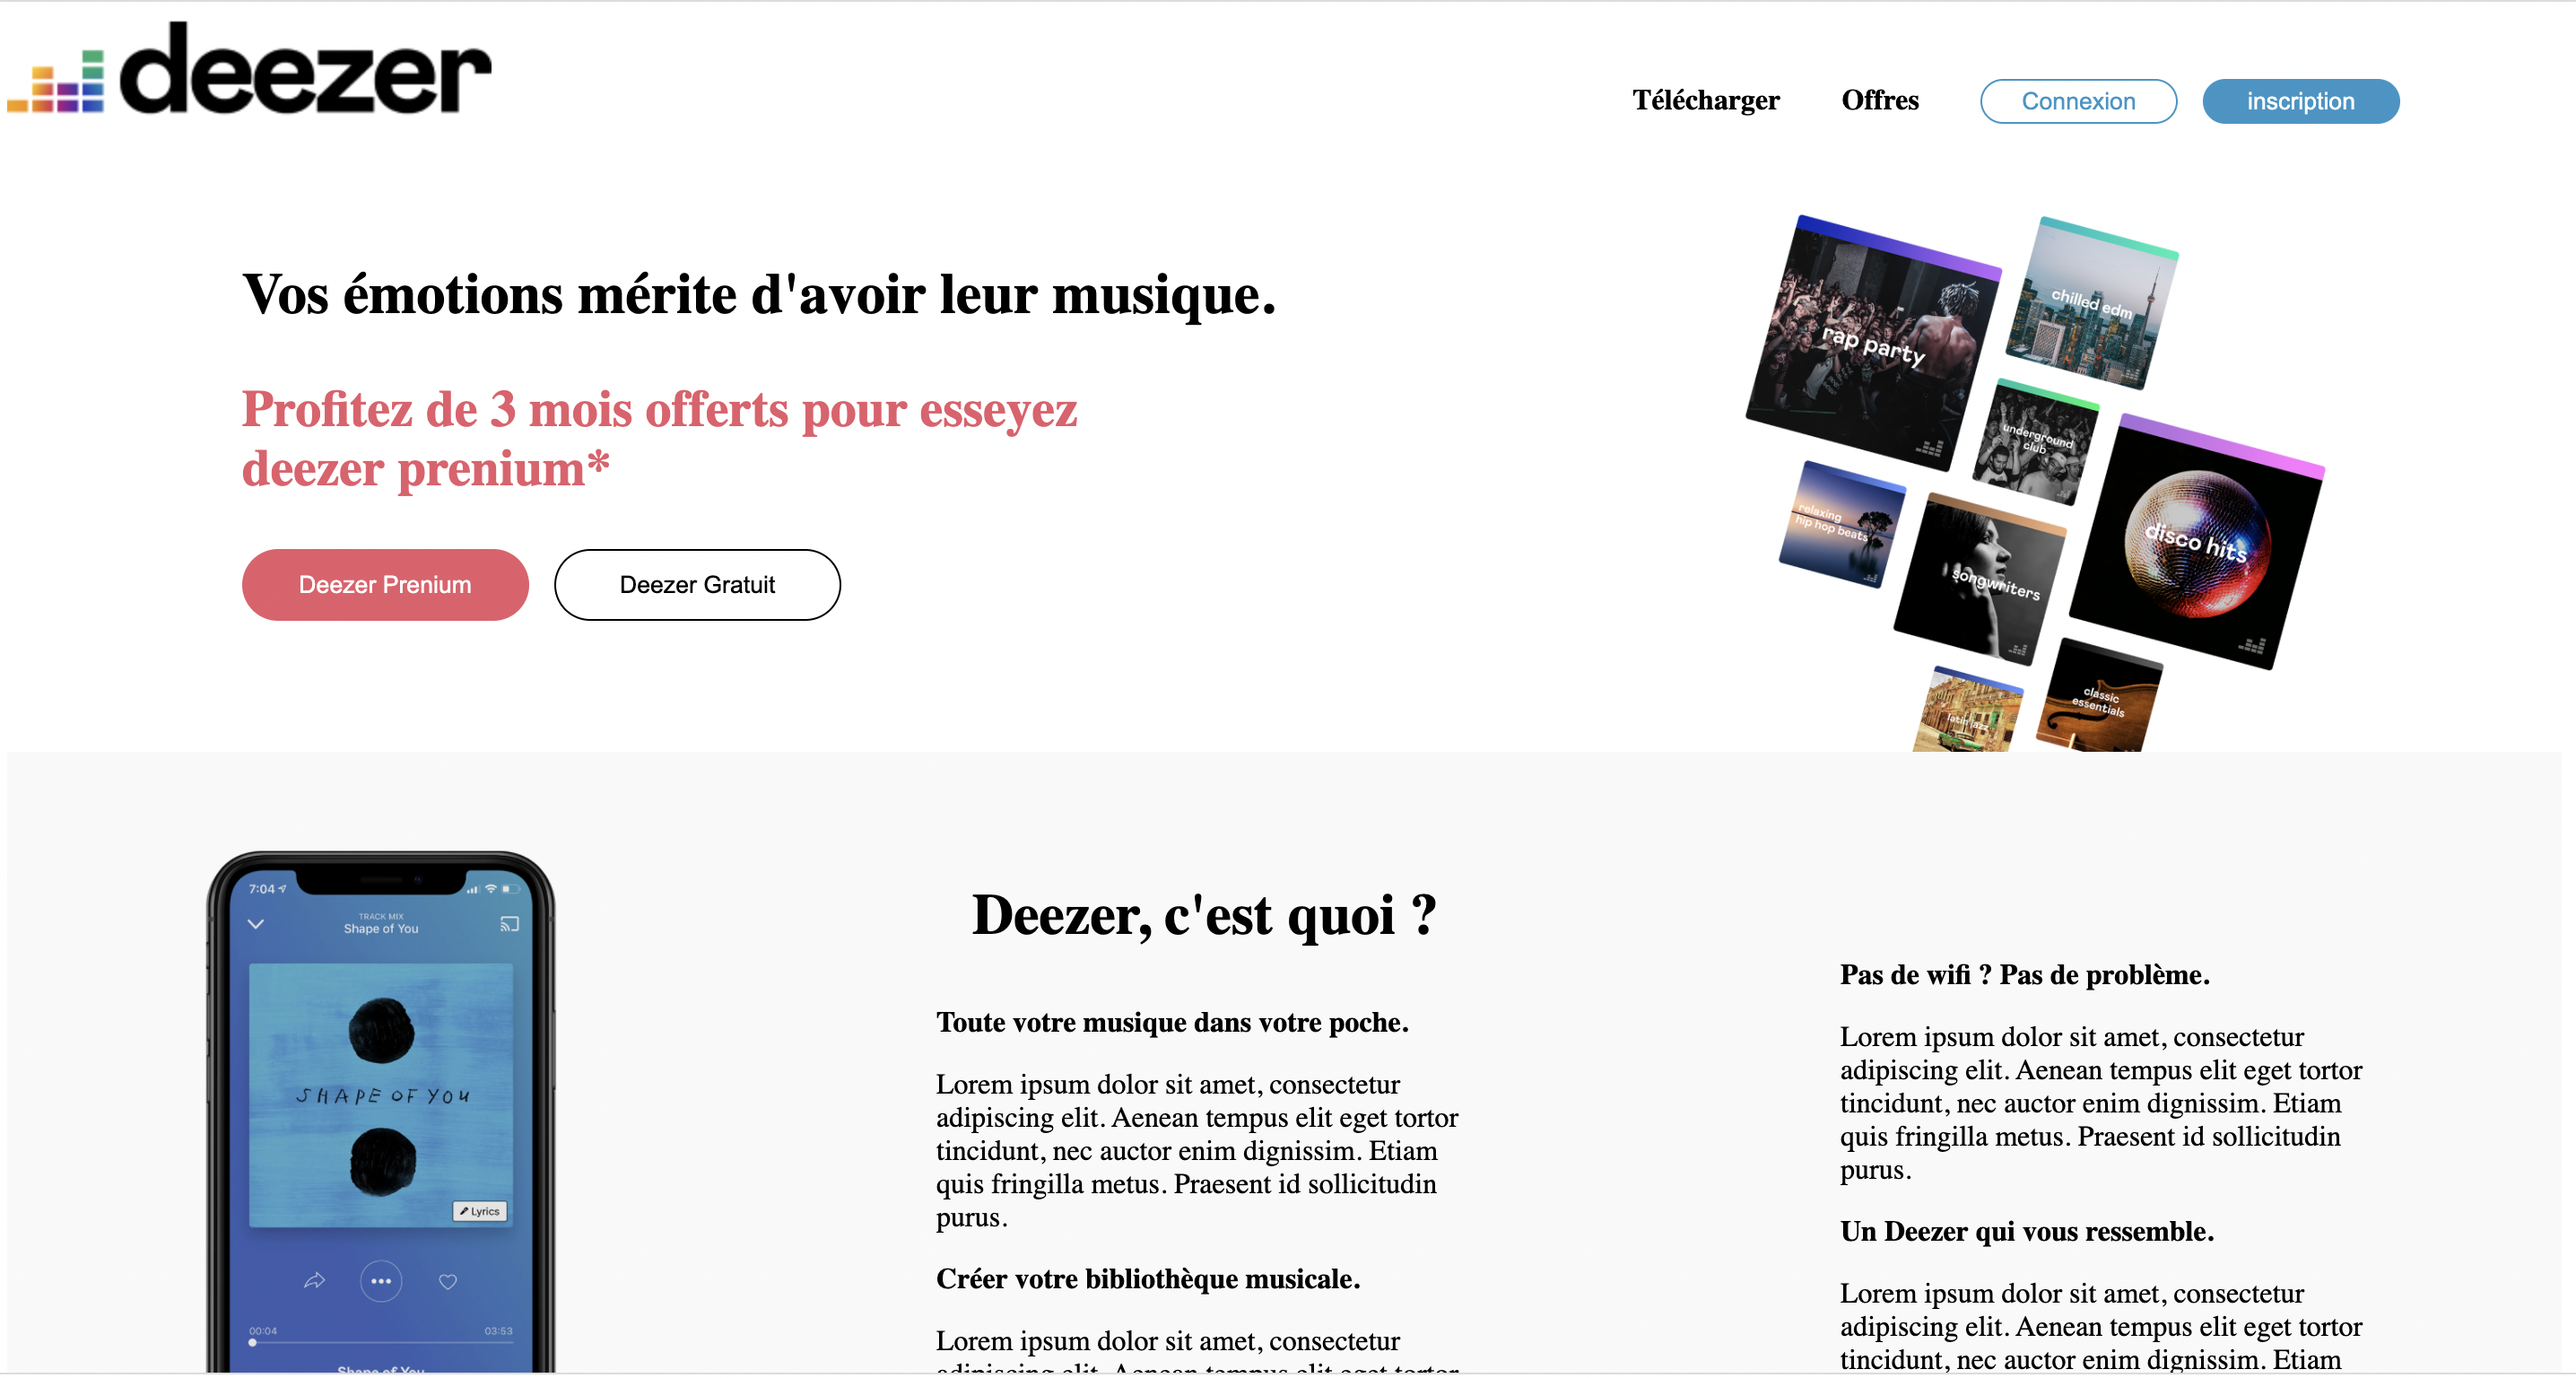 deezer
Télécharger
Offres
Connexion
inscription
Vos émotions mérite d'avoir leur musique.
Profitez de 3 mois offerts pour esseyez
deezer prenium*
Deezer Prenium
Deezer Gratuit
rap party
chilled edm
underground
club
relaxing
hip hop beats
songwriters
disco hits
latin jazz
classic
essentials
7:04
TRACK MIX
Shape of You
SHAPE OF YOU
Lyrics
00:04
03:53
Shape of You
Deezer, c'est quoi ?
Toute votre musique dans votre poche.
Lorem ipsum dolor sit amet, consectetur
adipiscing elit. Aenean tempus elit eget tortor
tincidunt, nec auctor enim dignissim. Etiam
quis fringilla metus. Praesent id sollicitudin
purus.
Créer votre bibliothèque musicale.
Lorem ipsum dolor sit amet, consectetur
adipiscing elit. Aenean tempus elit eget tortor
Pas de wifi ? Pas de problème.
Lorem ipsum dolor sit amet, consectetur
adipiscing elit. Aenean tempus elit eget tortor
tincidunt, nec auctor enim dignissim. Etiam
quis fringilla metus. Praesent id sollicitudin
purus.
Un Deezer qui vous ressemble.
Lorem ipsum dolor sit amet, consectetur
adipiscing elit. Aenean tempus elit eget tortor
tincidunt, nec auctor enim dignissim. Etiam